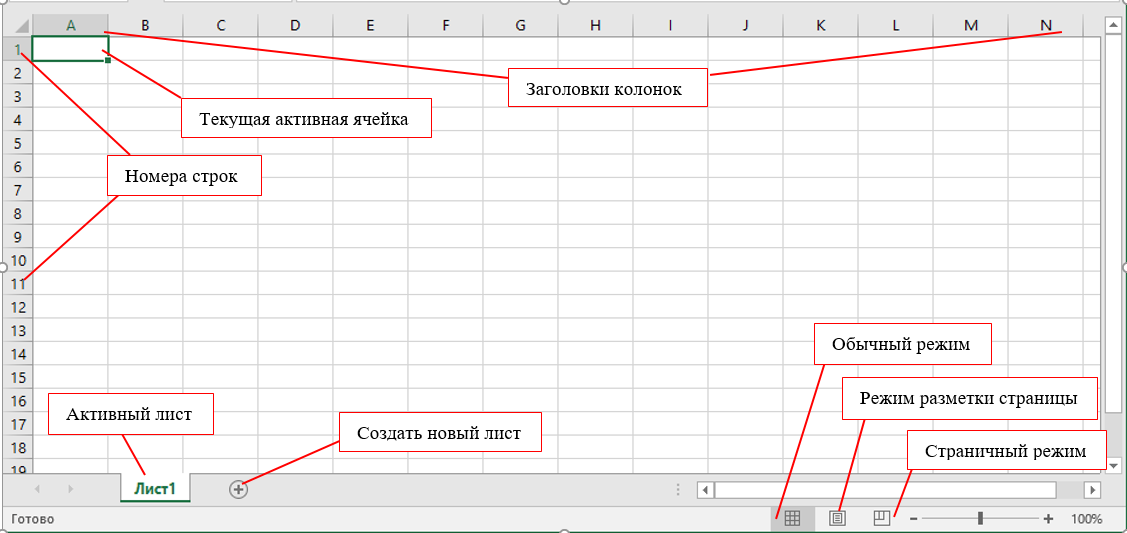 A B C D E F G H I J K L M N
1
2
3
4
5
6
7
8
9
10
11
12
13
14
15
16
17
18
19
Заголовки колонок
Текущая активная ячейка
Номера строк
Обычный режим
Режим разметки страницы
Активный лист
Создать новый лист
Страничный режим
Лист1
Готово
100%